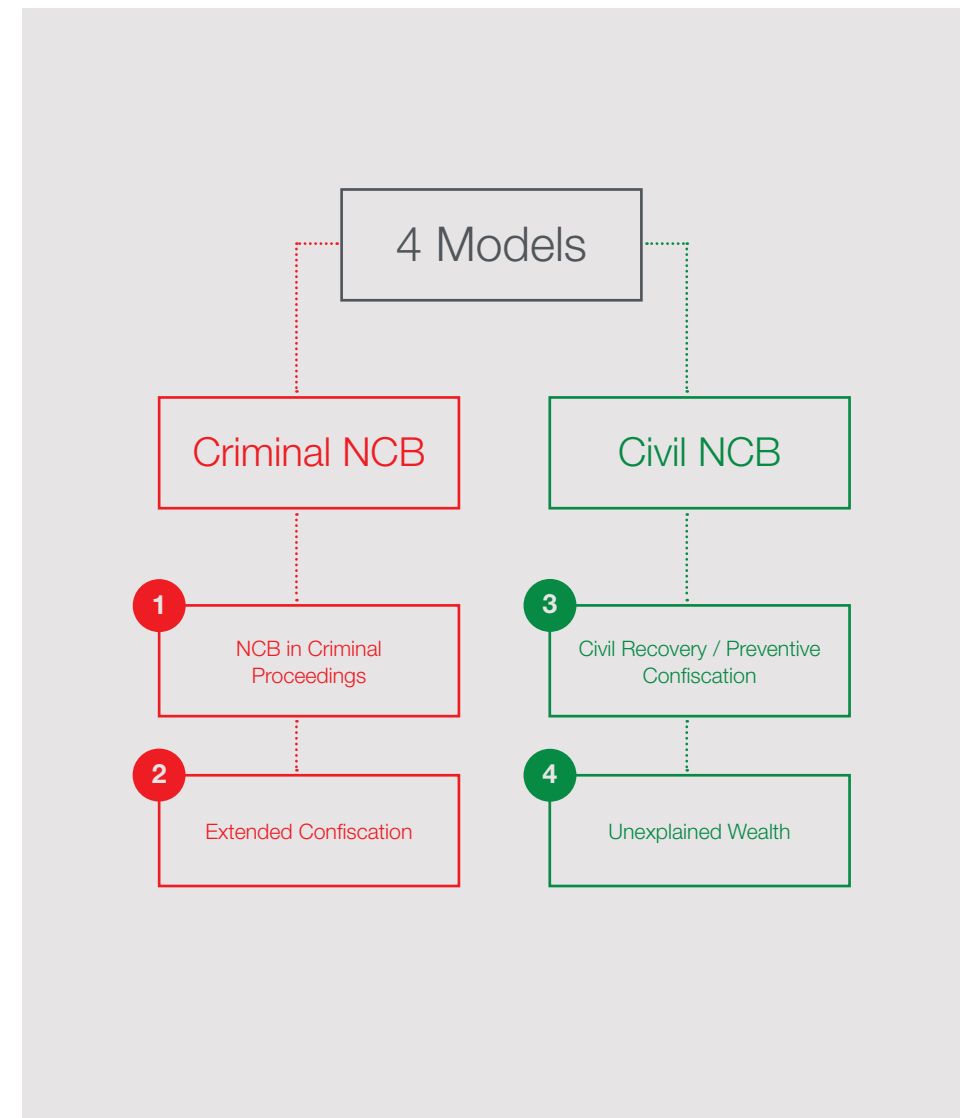 4 Models
Criminal NCB
Civil NCB
1
NCB in Criminal
Proceedings
3
Civil Recovery / Preventive
Confiscation
2
Extended Confiscation
4
Unexplained Wealth